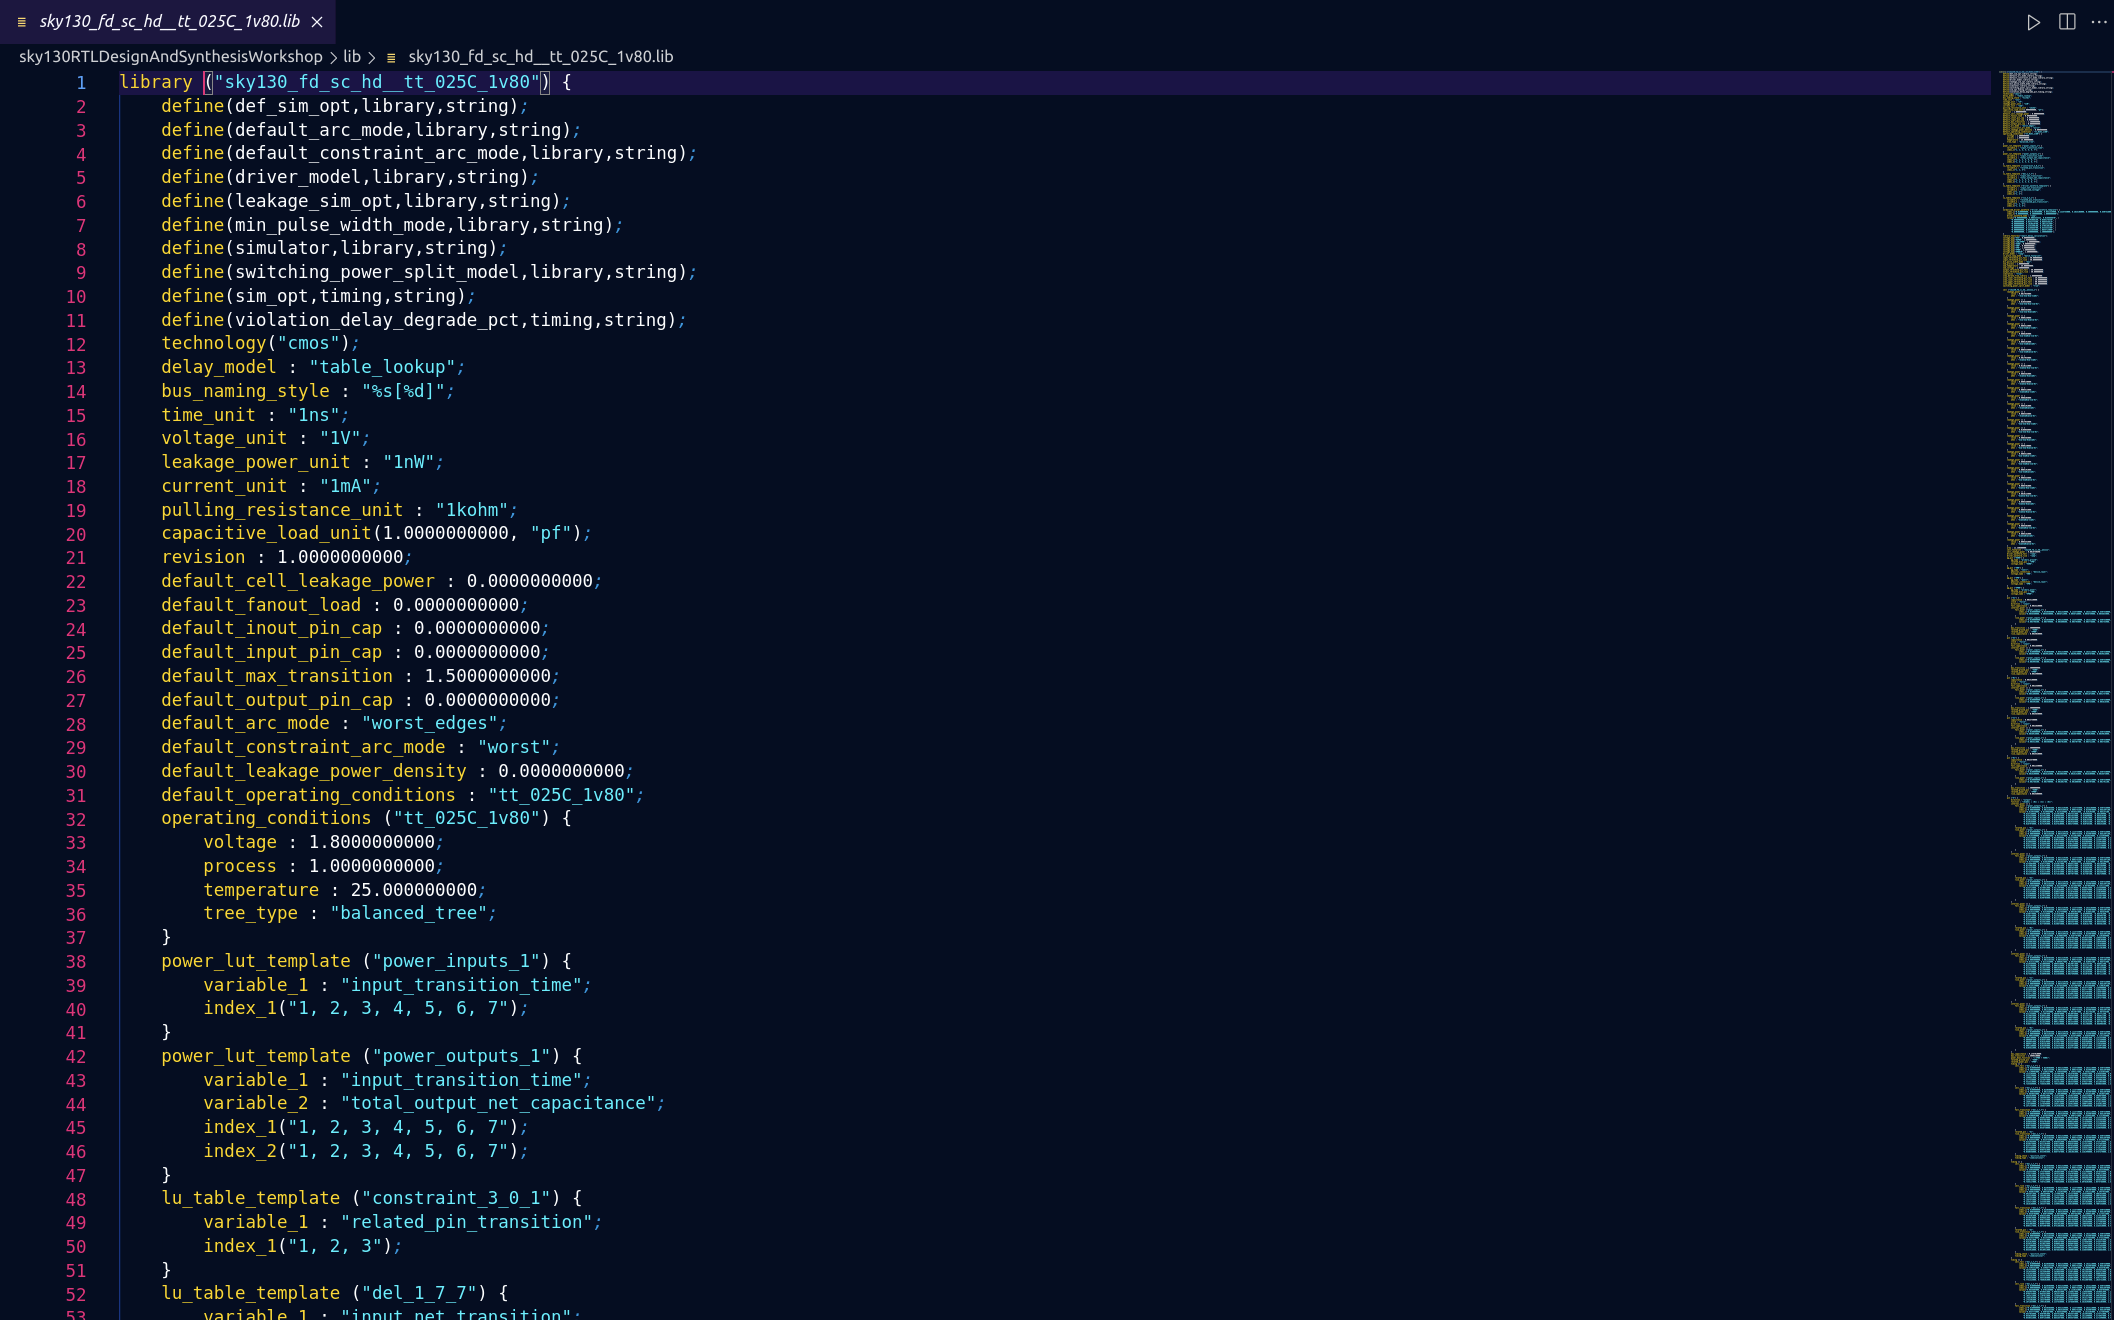 sky130_fd_sc_hd__tt_025C_1v80.lib
sky130RTLDesignAndSynthesisWorkshop > lib > sky130_fd_sc_hd__tt_025C_1v80.lib
1 library ("sky130_fd_sc_hd__tt_025C_1v80") {
2 define(def_sim_opt,library,string);
3 define(default_arc_mode,library,string);
4 define(default_constraint_arc_mode,library,string);
5 define(driver_model,library,string);
6 define(leakage_sim_opt,library,string);
7 define(min_pulse_width_mode,library,string);
8 define(simulator,library,string);
9 define(switching_power_split_model,library,string);
10 define(sim_opt,timing,string);
11 define(violation_delay_degrade_pct,timing,string);
12 technology("cmos");
13 delay_model : "table_lookup";
14 bus_naming_style : "%s[%d]";
15 time_unit : "1ns";
16 voltage_unit : "1V";
17 leakage_power_unit : "1nW";
18 current_unit : "1mA";
19 pulling_resistance_unit : "1kohm";
20 capacitive_load_unit(1.0000000000, "pf");
21 revision : 1.0000000000;
22 default_cell_leakage_power : 0.0000000000;
23 default_fanout_load : 0.0000000000;
24 default_inout_pin_cap : 0.0000000000;
25 default_input_pin_cap : 0.0000000000;
26 default_max_transition : 1.5000000000;
27 default_output_pin_cap : 0.0000000000;
28 default_arc_mode : "worst_edges";
29 default_constraint_arc_mode : "worst";
30 default_leakage_power_density : 0.0000000000;
31 default_operating_conditions : "tt_025C_1v80";
32 operating_conditions ("tt_025C_1v80") {
33 voltage : 1.8000000000;
34 process : 1.0000000000;
35 temperature : 25.000000000;
36 tree_type : "balanced_tree";
37 }
38 power_lut_template ("power_inputs_1") {
39 variable_1 : "input_transition_time";
40 index_1("1, 2, 3, 4, 5, 6, 7");
41 }
42 power_lut_template ("power_outputs_1") {
43 variable_1 : "input_transition_time";
44 variable_2 : "total_output_net_capacitance";
45 index_1("1, 2, 3, 4, 5, 6, 7");
46 index_2("1, 2, 3, 4, 5, 6, 7");
47 }
48 lu_table_template ("constraint_3_0_1") {
49 variable_1 : "related_pin_transition";
50 index_1("1, 2, 3");
51 }
52 lu_table_template ("del_1_7_7") {
53 variable_1 : "input_net_transition";